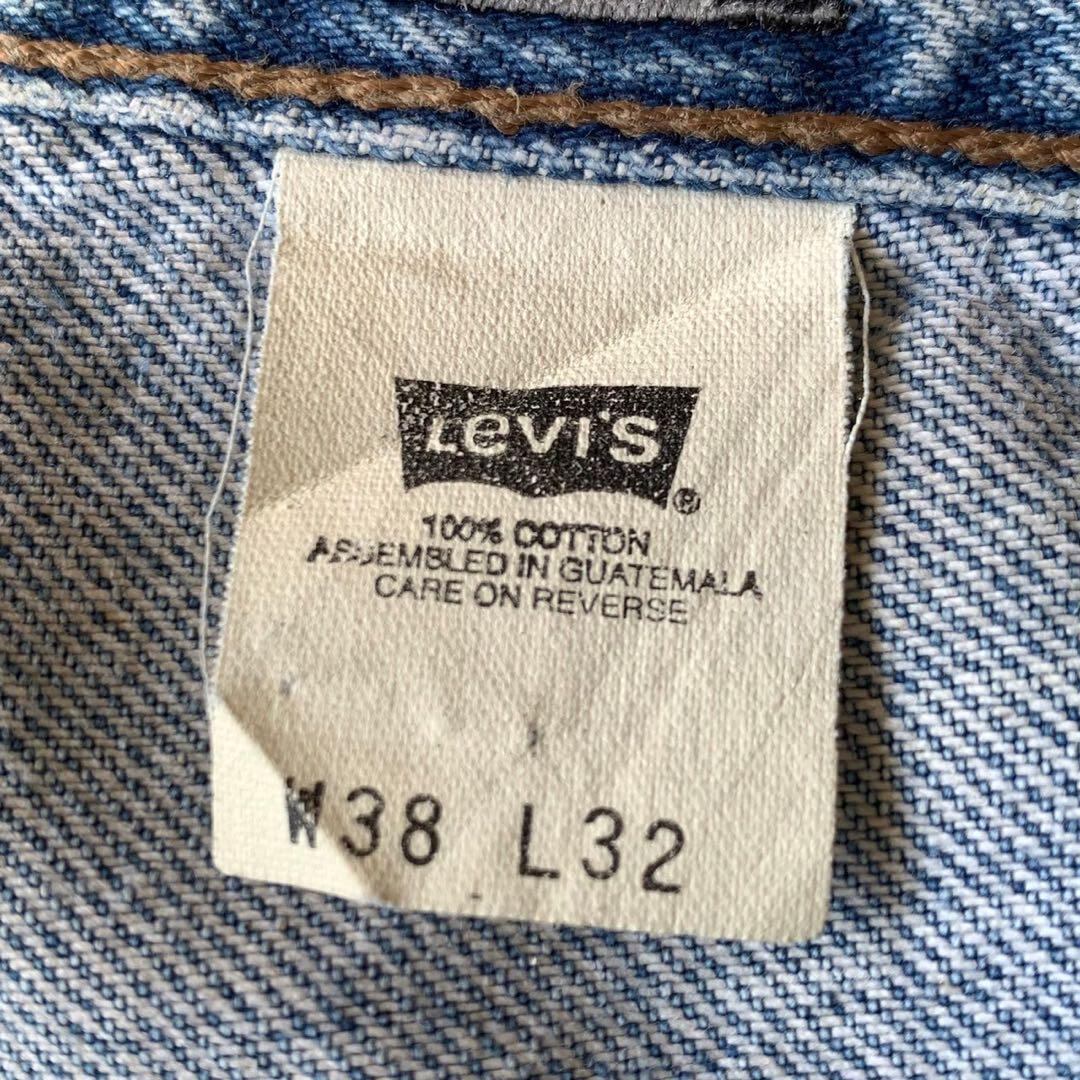 Levi's ®
100% COTTON
ASSEMBLED IN GUATEMALA
CARE ON REVERSE
W38 L32